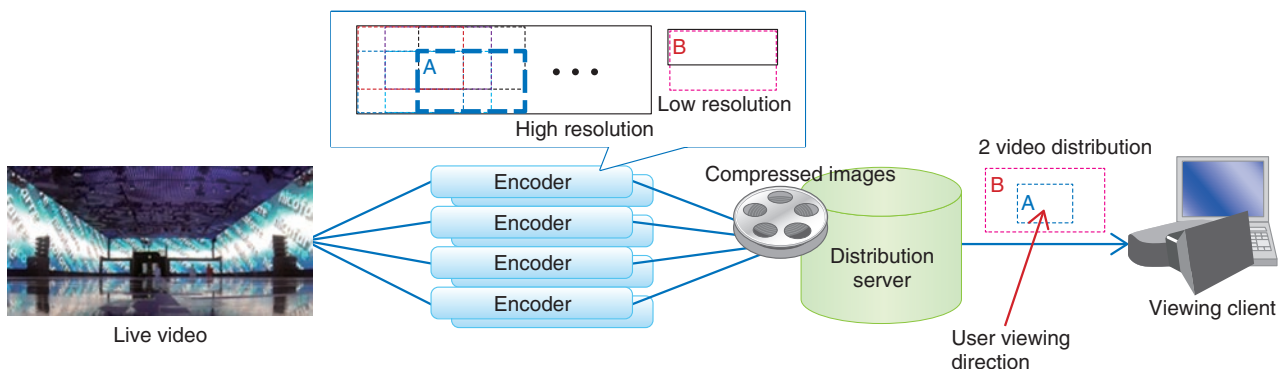 A
B
Low resolution
High resolution
Encoder
Encoder
Encoder
Encoder
Compressed images
Distribution
server
2 video distribution
B
A
User viewing
direction
Viewing client
Live video